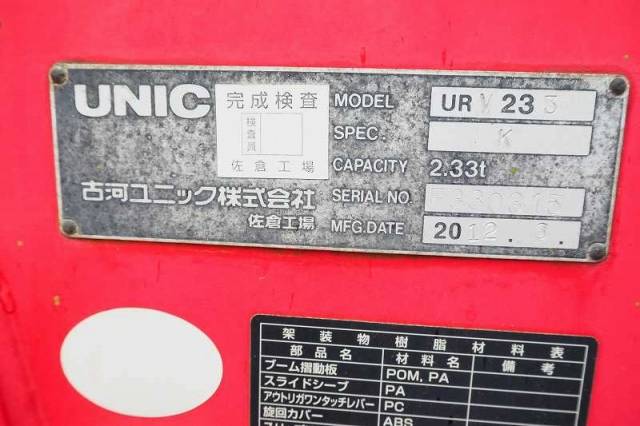 UNIC
完成検査
検査員
佐倉工場
古河ユニック株式会社
佐倉工場
MODEL URV233
SPEC. K
CAPACITY 2.33t
SERIAL NO.
MFG.DATE 2012. 3.
架装物樹脂材料表
部品名 材料名 備考
ブーム摺動板 POM, PA
スライドシーブ PA
アウトリガワンタッチレバー PC
旋回カバー ABS